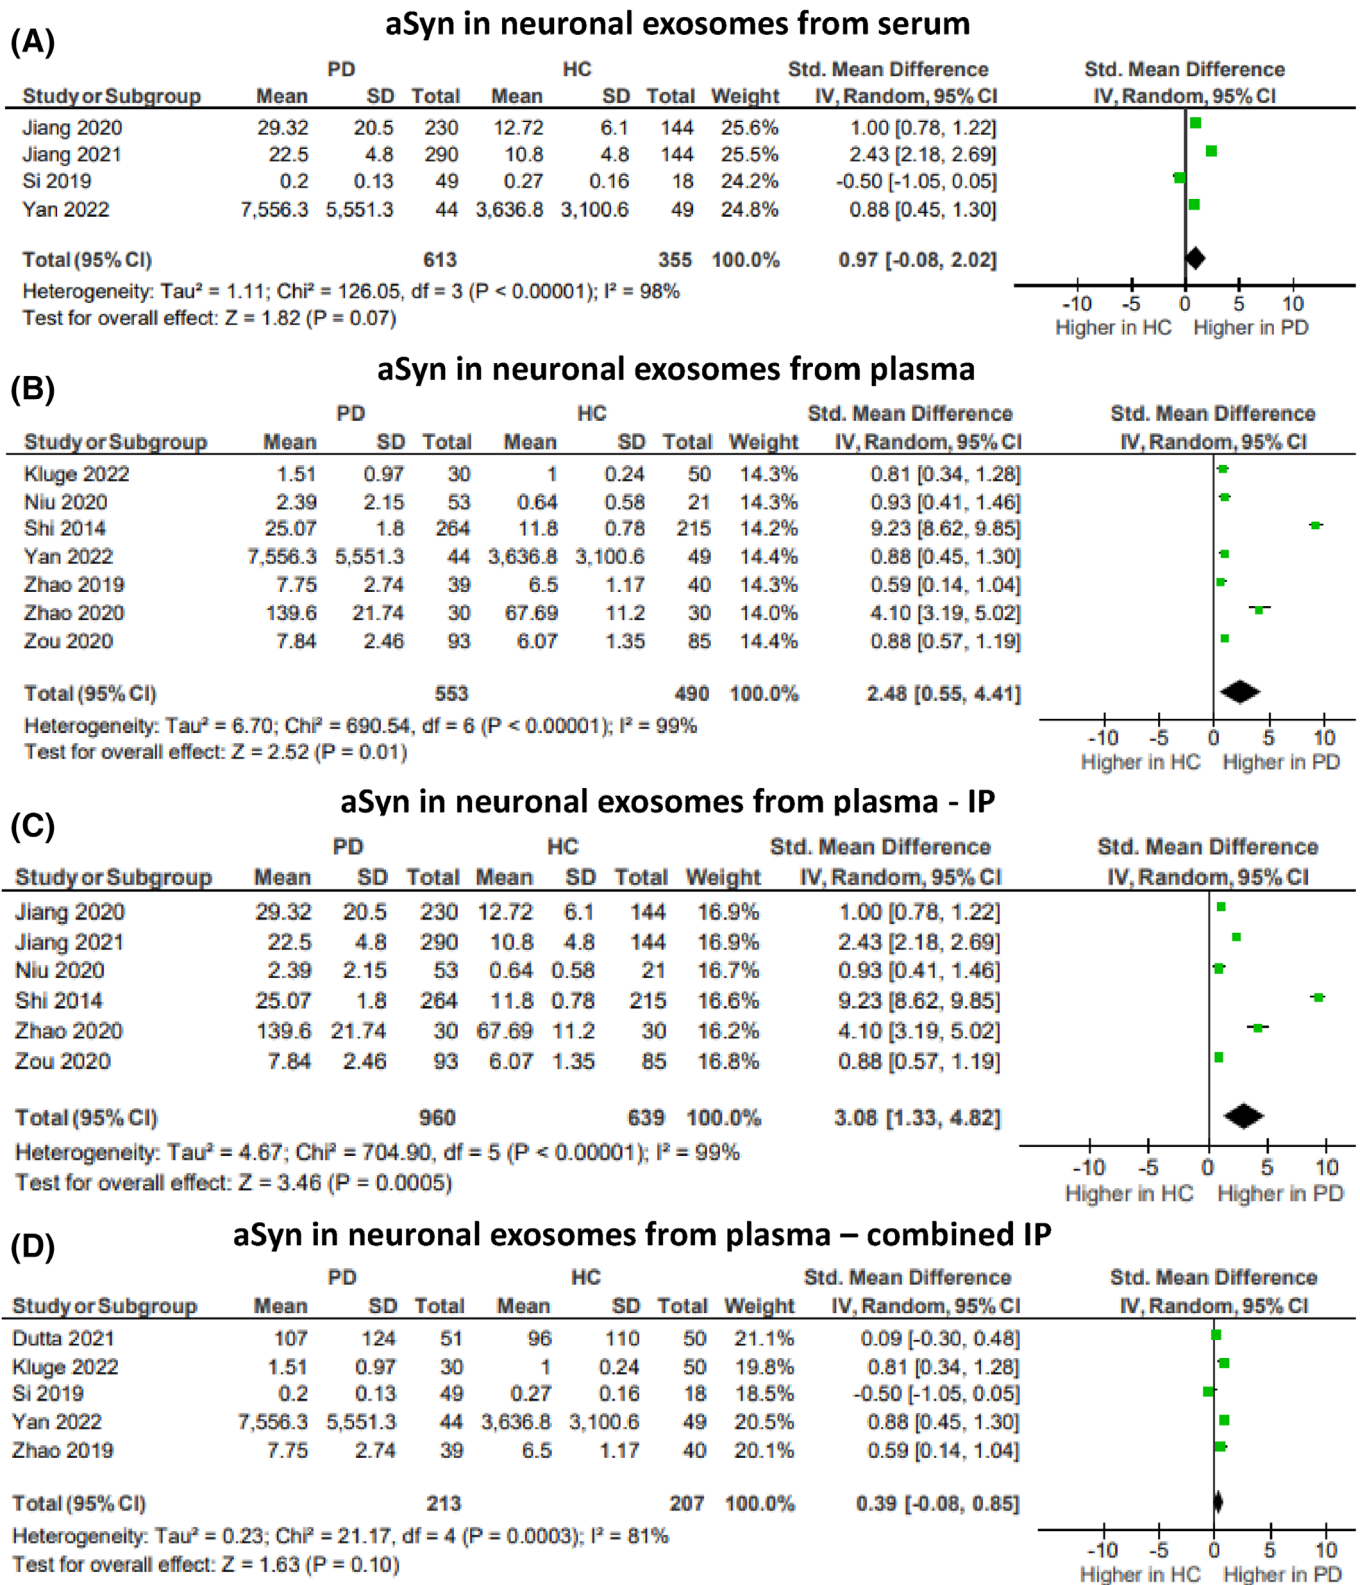 (A)
aSyn in neuronal exosomes from serum
PD HC Std. Mean Difference Std. Mean Difference
Study or Subgroup Mean SD Total Mean SD Total Weight IV, Random, 95% CI IV, Random, 95% CI
Jiang 2020 29.32 20.5 230 12.72 6.1 144 25.6% 1.00 [0.78, 1.22]
Jiang 2021 22.5 4.8 290 10.8 4.8 144 25.5% 2.43 [2.18, 2.69]
Si 2019 0.2 0.13 49 0.27 0.16 18 24.2% -0.50 [-1.05, 0.05]
Yan 2022 7,556.3 5,551.3 44 3,636.8 3,100.6 49 24.8% 0.88 [0.45, 1.30]
Total (95% CI) 613 355 100.0% 0.97 [-0.08, 2.02]
Heterogeneity: Tau² = 1.11; Chi² = 126.05, df = 3 (P < 0.00001); I² = 98%
Test for overall effect: Z = 1.82 (P = 0.07)
-10 -5 0 5 10
Higher in HC Higher in PD
(B)
aSyn in neuronal exosomes from plasma
PD HC Std. Mean Difference Std. Mean Difference
Study or Subgroup Mean SD Total Mean SD Total Weight IV, Random, 95% CI IV, Random, 95% CI
Kluge 2022 1.51 0.97 30 1 0.24 50 14.3% 0.81 [0.34, 1.28]
Niu 2020 2.39 2.15 53 0.64 0.58 21 14.3% 0.93 [0.41, 1.46]
Shi 2014 25.07 1.8 264 11.8 0.78 215 14.2% 9.23 [8.62, 9.85]
Yan 2022 7,556.3 5,551.3 44 3,636.8 3,100.6 49 14.4% 0.88 [0.45, 1.30]
Zhao 2019 7.75 2.74 39 6.5 1.17 40 14.3% 0.59 [0.14, 1.04]
Zhao 2020 139.6 21.74 30 67.69 11.2 30 14.0% 4.10 [3.19, 5.02]
Zou 2020 7.84 2.46 93 6.07 1.35 85 14.4% 0.88 [0.57, 1.19]
Total (95% CI) 553 490 100.0% 2.48 [0.55, 4.41]
Heterogeneity: Tau² = 6.70; Chi² = 690.54, df = 6 (P < 0.00001); I² = 99%
Test for overall effect: Z = 2.52 (P = 0.01)
-10 -5 0 5 10
Higher in HC Higher in PD
(C)
aSyn in neuronal exosomes from plasma - IP
PD HC Std. Mean Difference Std. Mean Difference
Study or Subgroup Mean SD Total Mean SD Total Weight IV, Random, 95% CI IV, Random, 95% CI
Jiang 2020 29.32 20.5 230 12.72 6.1 144 16.9% 1.00 [0.78, 1.22]
Jiang 2021 22.5 4.8 290 10.8 4.8 144 16.9% 2.43 [2.18, 2.69]
Niu 2020 2.39 2.15 53 0.64 0.58 21 16.7% 0.93 [0.41, 1.46]
Shi 2014 25.07 1.8 264 11.8 0.78 215 16.6% 9.23 [8.62, 9.85]
Zhao 2020 139.6 21.74 30 67.69 11.2 30 16.2% 4.10 [3.19, 5.02]
Zou 2020 7.84 2.46 93 6.07 1.35 85 16.8% 0.88 [0.57, 1.19]
Total (95% CI) 960 639 100.0% 3.08 [1.33, 4.82]
Heterogeneity: Tau² = 4.67; Chi² = 704.90, df = 5 (P < 0.00001); I² = 99%
Test for overall effect: Z = 3.46 (P = 0.0005)
-10 -5 0 5 10
Higher in HC Higher in PD
(D)
aSyn in neuronal exosomes from plasma – combined IP
PD HC Std. Mean Difference Std. Mean Difference
Study or Subgroup Mean SD Total Mean SD Total Weight IV, Random, 95% CI IV, Random, 95% CI
Dutta 2021 107 124 51 96 110 50 21.1% 0.09 [-0.30, 0.48]
Kluge 2022 1.51 0.97 30 1 0.24 50 19.8% 0.81 [0.34, 1.28]
Si 2019 0.2 0.13 49 0.27 0.16 18 18.5% -0.50 [-1.05, 0.05]
Yan 2022 7,556.3 5,551.3 44 3,636.8 3,100.6 49 20.5% 0.88 [0.45, 1.30]
Zhao 2019 7.75 2.74 39 6.5 1.17 40 20.1% 0.59 [0.14, 1.04]
Total (95% CI) 213 207 100.0% 0.39 [-0.08, 0.85]
Heterogeneity: Tau² = 0.23; Chi² = 21.17, df = 4 (P = 0.0003); I² = 81%
Test for overall effect: Z = 1.63 (P = 0.10)
-10 -5 0 5 10
Higher in HC Higher in PD